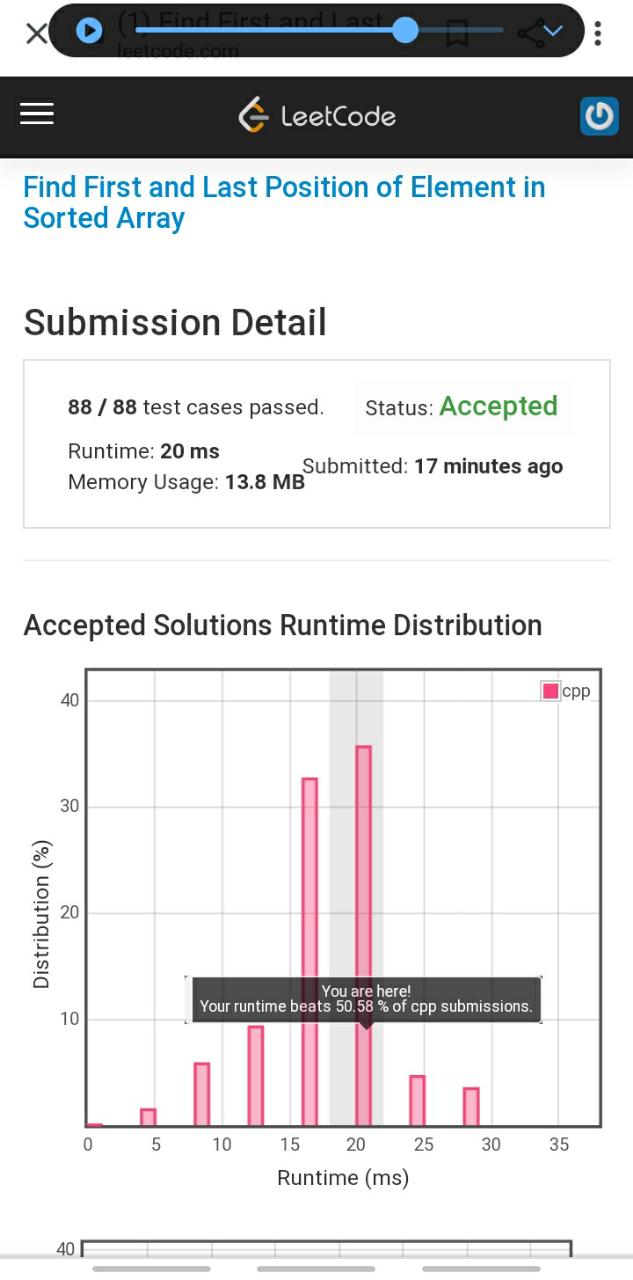 (1) Find First and Last
leetcode.com
LeetCode
Find First and Last Position of Element in
Sorted Array
Submission Detail
88 / 88 test cases passed.
Status: Accepted
Runtime: 20 ms
Submitted: 17 minutes ago
Memory Usage: 13.8 MB
Accepted Solutions Runtime Distribution
cpp
40
30
20
10
Distribution (%)
You are here!
Your runtime beats 50.58 % of cpp submissions.
0 5 10 15 20 25 30 35
Runtime (ms)
40